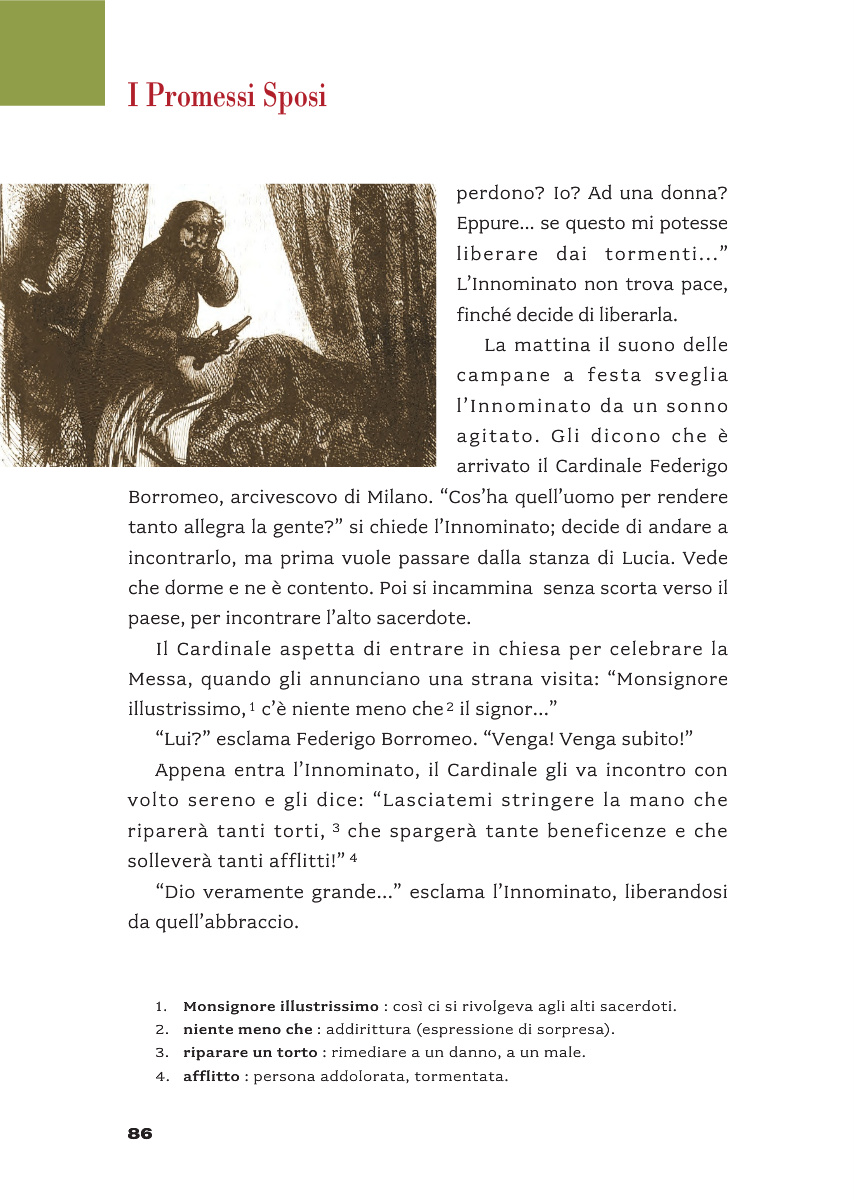 I Promessi Sposi
perdono? Io? Ad una donna?
Eppure... se questo mi potesse
liberare dai tormenti...”
L’Innominato non trova pace,
finché decide di liberarla.
La mattina il suono delle
campane a festa sveglia
l’Innominato da un sonno
agitato. Gli dicono che è
arrivato il Cardinale Federigo
Borromeo, arcivescovo di Milano. “Cos’ha quell’uomo per rendere
tanto allegra la gente?” si chiede l’Innominato; decide di andare a
incontrarlo, ma prima vuole passare dalla stanza di Lucia. Vede
che dorme e ne è contento. Poi si incammina senza scorta verso il
paese, per incontrare l’alto sacerdote.
Il Cardinale aspetta di entrare in chiesa per celebrare la
Messa, quando gli annunciano una strana visita: “Monsignore
illustrissimo,1 c’è niente meno che2 il signor...”
“Lui?” esclama Federigo Borromeo. “Venga! Venga subito!”
Appena entra l’Innominato, il Cardinale gli va incontro con
volto sereno e gli dice: “Lasciatemi stringere la mano che
riparerà tanti torti, 3 che spargerà tante beneficenze e che
solleverà tanti afflitti!” 4
“Dio veramente grande...” esclama l’Innominato, liberandosi
da quell’abbraccio.
1. Monsignore illustrissimo : così ci si rivolgeva agli alti sacerdoti.
2. niente meno che : addirittura (espressione di sorpresa).
3. riparare un torto : rimediare a un danno, a un male.
4. afflitto : persona addolorata, tormentata.
86